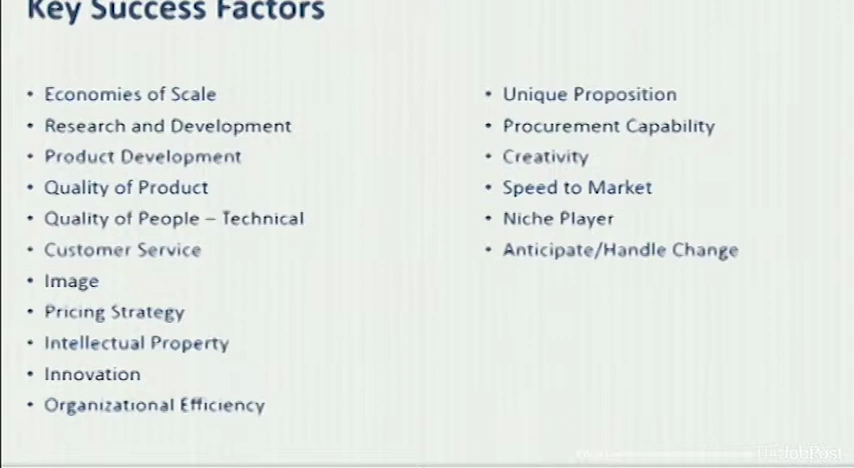 Key Success Factors
• Economies of Scale
• Research and Development
• Product Development
• Quality of Product
• Quality of People – Technical
• Customer Service
• Image
• Pricing Strategy
• Intellectual Property
• Innovation
• Organizational Efficiency
• Unique Proposition
• Procurement Capability
• Creativity
• Speed to Market
• Niche Player
• Anticipate/Handle Change
TheJobPost